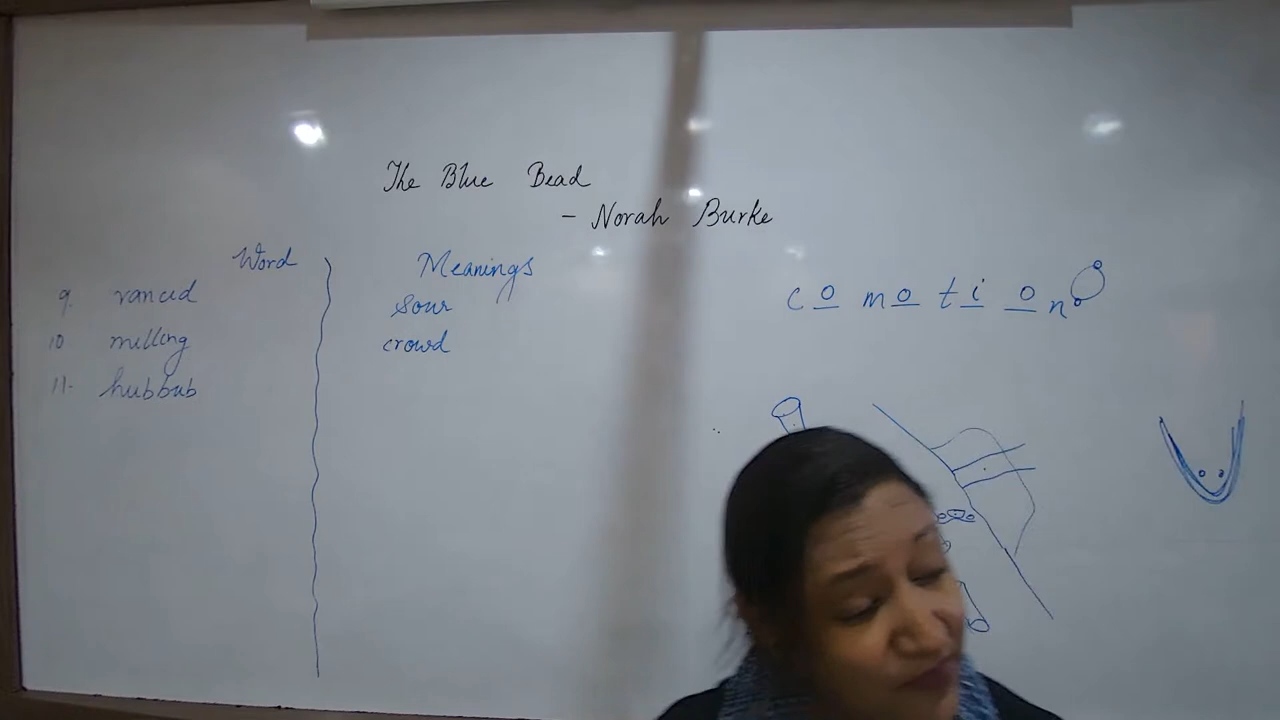 The Blue Bead
- Norah Burke
Word Meanings
9. rancid sour
10 milling crowd
11. hubbub
c o m o t i o n